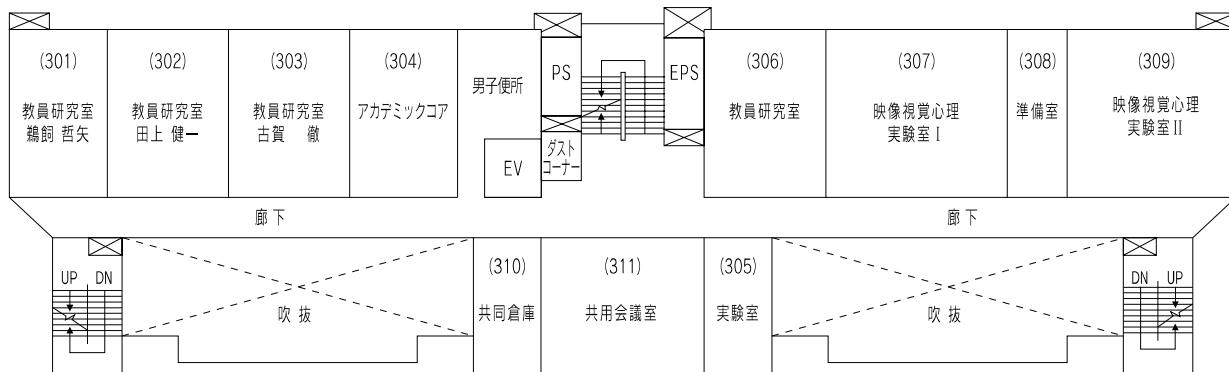 (301)
教員研究室
鵜飼 哲矢
(302)
教員研究室
田上 健一
(303)
教員研究室
古賀 徹
(304)
アカデミックコア
男子便所
EV
PS
ダスト
コーナー
EPS
(306)
教員研究室
(307)
映像視覚心理
実験室Ⅰ
(308)
準備室
(309)
映像視覚心理
実験室Ⅱ
廊下
廊下
UP DN
吹抜
(310)
共同倉庫
(311)
共用会議室
(305)
実験室
吹抜
DN UP